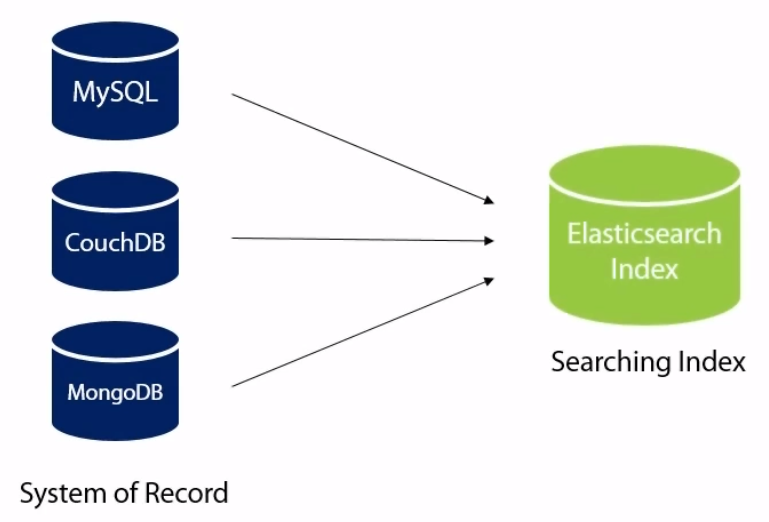 MySQL
CouchDB
MongoDB
System of Record
Elasticsearch
Index
Searching Index